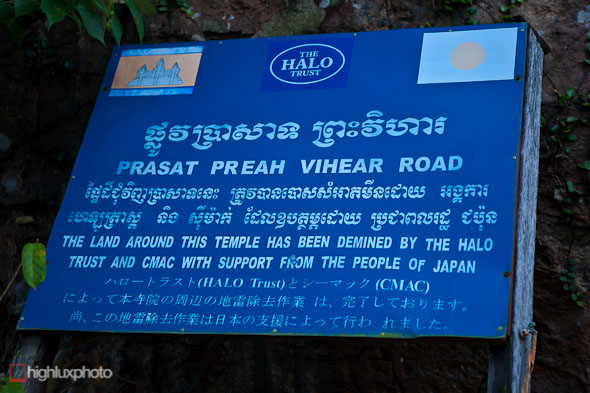 THE
HALO
TRUST
ផ្លូវប្រាសាទ ព្រះវិហារ
PRASAT PREAH VIHEAR ROAD
ផ្ទៃដីជុំវិញប្រាសាទនេះ ត្រូវបានបោសសំអាតមីនដោយ អង្គការ
ហេឡូត្រាស្ត និង ស៊ីម៉ាក់ ដែលឧបត្ថម្ភដោយ ប្រជាពលរដ្ឋ ជប៉ុន
THE LAND AROUND THIS TEMPLE HAS BEEN DEMINED BY THE HALO
TRUST AND CMAC WITH SUPPORT FROM THE PEOPLE OF JAPAN
ハロートラスト(HALO Trust)とシーマック(CMAC)
によって本寺院の周辺の地雷除去作業 は、完了しております。
尚、この地雷除去作業は日本の支援によって行わ れました。
highluxphoto